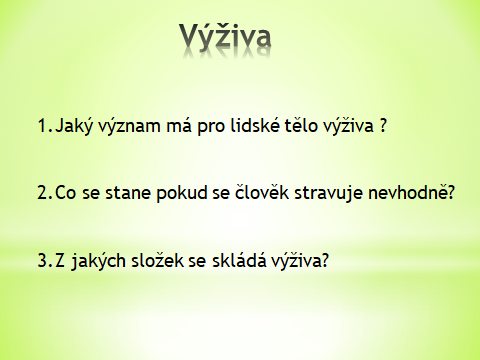 Výživa
1.Jaký význam má pro lidské tělo výživa ?
2.Co se stane pokud se člověk stravuje nevhodně?
3.Z jakých složek se skládá výživa?